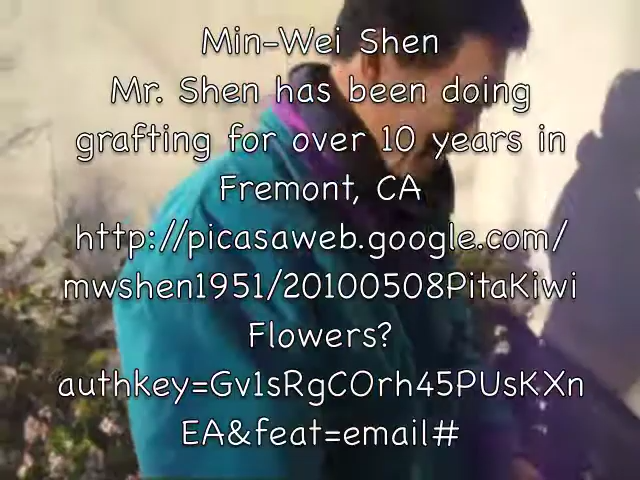 Min-Wei Shen
Mr. Shen has been doing
grafting for over 10 years in
Fremont, CA
http://picasaweb.google.com/
mwshen1951/20100508PitaKiwi
Flowers?
authkey=Gv1sRgCOrh45PUsKXn
EA&feat=email#